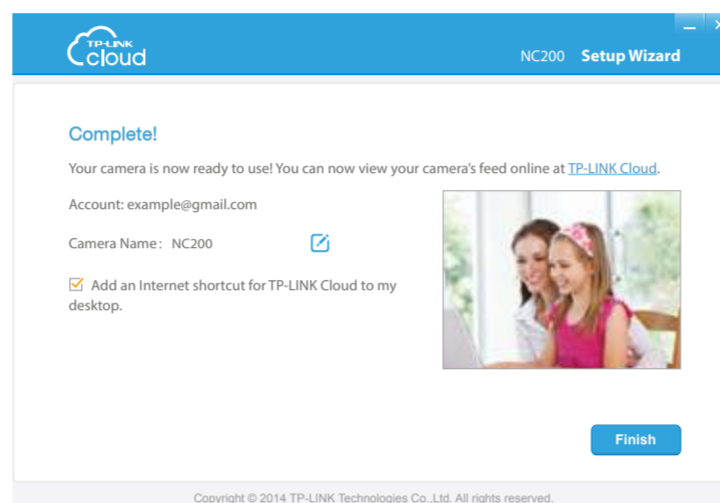 TP-LINK
cloud
NC200 Setup Wizard
Complete!
Your camera is now ready to use! You can now view your camera's feed online at TP-LINK Cloud.
Account: example@gmail.com
Camera Name: NC200
Add an Internet shortcut for TP-LINK Cloud to my
desktop.
Finish
Copyright © 2014 TP-LINK Technologies Co.,Ltd. All rights reserved.